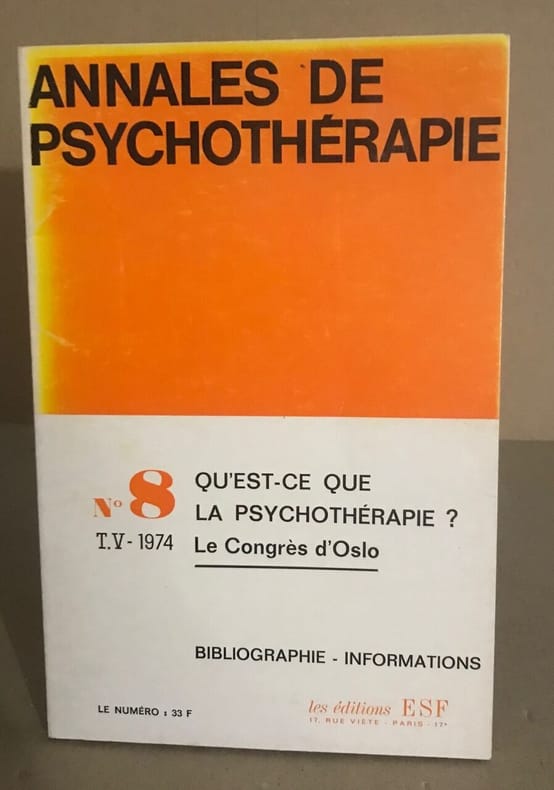 ANNALES DE
PSYCHOTHÉRAPIE
No 8
T.V - 1974
QU'EST-CE QUE
LA PSYCHOTHÉRAPIE ?
Le Congrès d'Oslo
BIBLIOGRAPHIE - INFORMATIONS
LE NUMÉRO : 33 F
les éditions ESF
17, RUE VIÈTE - PARIS - 17e